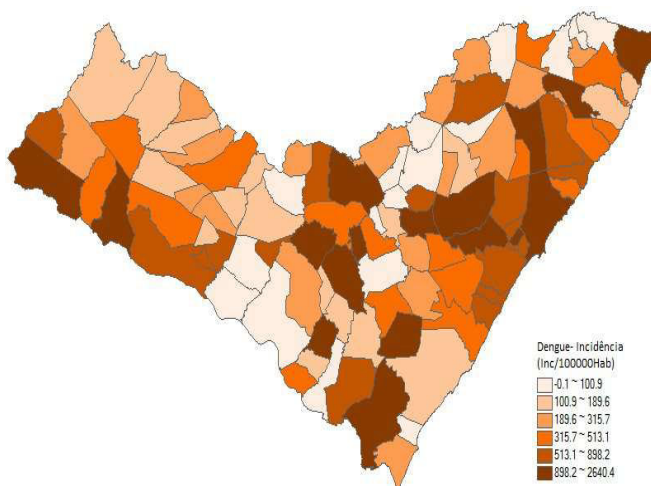 Dengue- Incidência
(Inc/100000Hab)
-0.1 ~ 100.9
100.9 ~ 189.6
189.6 ~ 315.7
315.7 ~ 513.1
513.1 ~ 898.2
898.2 ~ 2640.4